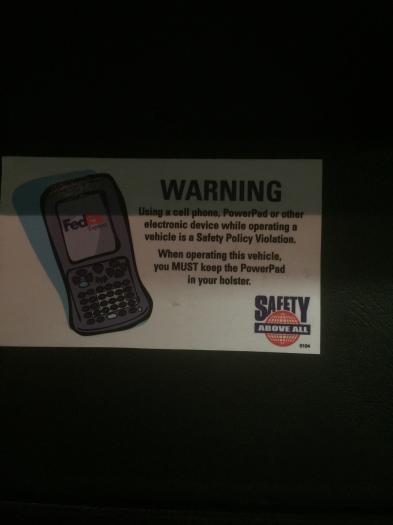 WARNING
Using a cell phone, PowerPad or other
electronic device while operating a
vehicle is a Safety Policy Violation.
When operating this vehicle,
you MUST keep the PowerPad
in your holster.
FedEx
Express
SAFETY
ABOVE ALL